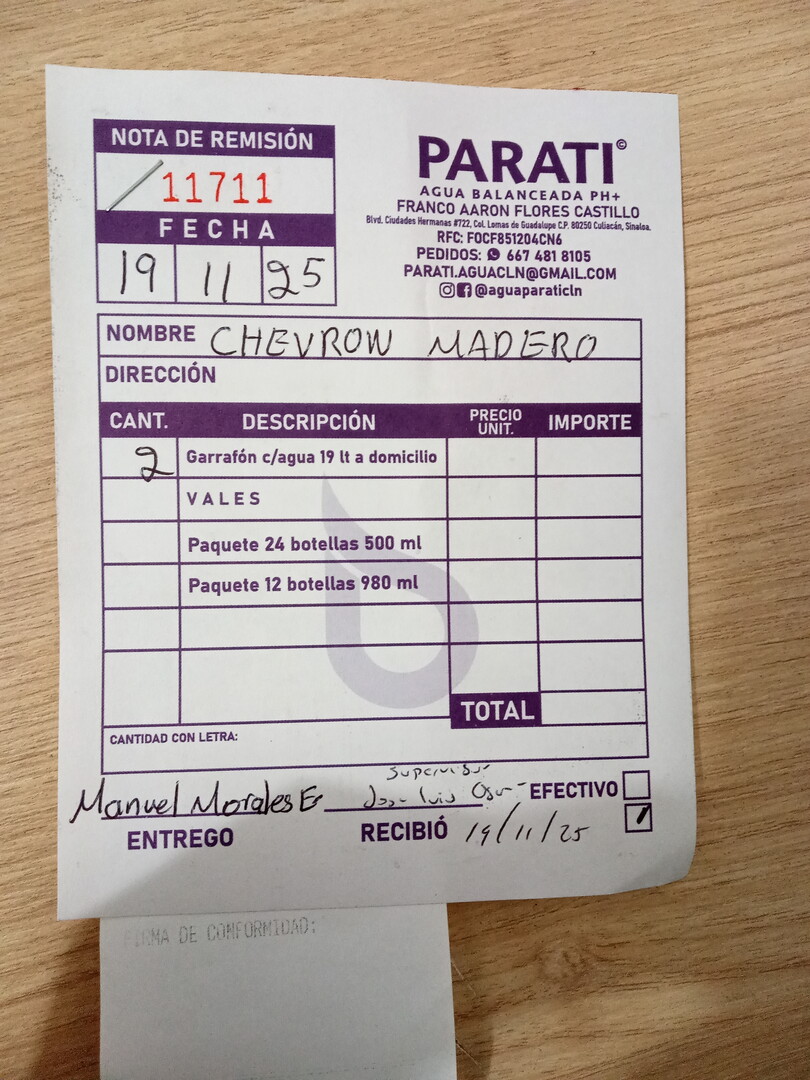 NOTA DE REMISIÓN
11711
FECHA
19 11 25
PARATI©
AGUA BALANCEADA PH+
FRANCO AARON FLORES CASTILLO
Blvd. Ciudades Hermanas #722, Col. Lomas de Guadalupe C.P. 80250 Culiacán, Sinaloa.
RFC: FOCF851204CN6
PEDIDOS: 667 481 8105
PARATI.AGUACLN@GMAIL.COM
@aguaparaticln
NOMBRE CHEVROW MADERO
DIRECCIÓN
CANT. DESCRIPCIÓN PRECIO UNIT. IMPORTE
2 Garrafón c/agua 19 lt a domicilio
VALES
Paquete 24 botellas 500 ml
Paquete 12 botellas 980 ml
TOTAL
CANTIDAD CON LETRA:
Supervisor
Manuel Morales E Jose Luis EFECTIVO
ENTREGO RECIBIÓ 19/11/25
FIRMA DE CONFORMIDAD: